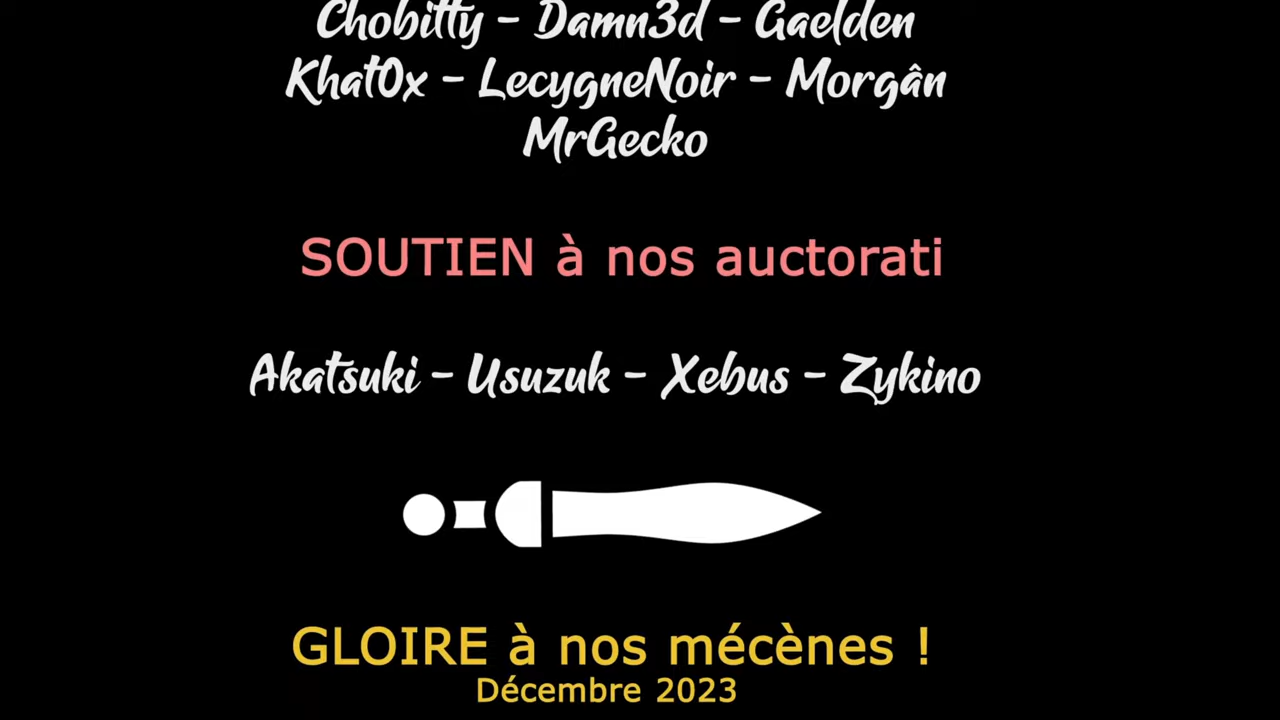 Chobitty - Damn3d - Gaelden
Khat0x - LecygneNoir - Morgân
MrGecko
SOUTIEN à nos auctorati
Akatsuki - Usuzuk - Xebus - Zykino
GLOIRE à nos mécènes !
Décembre 2023